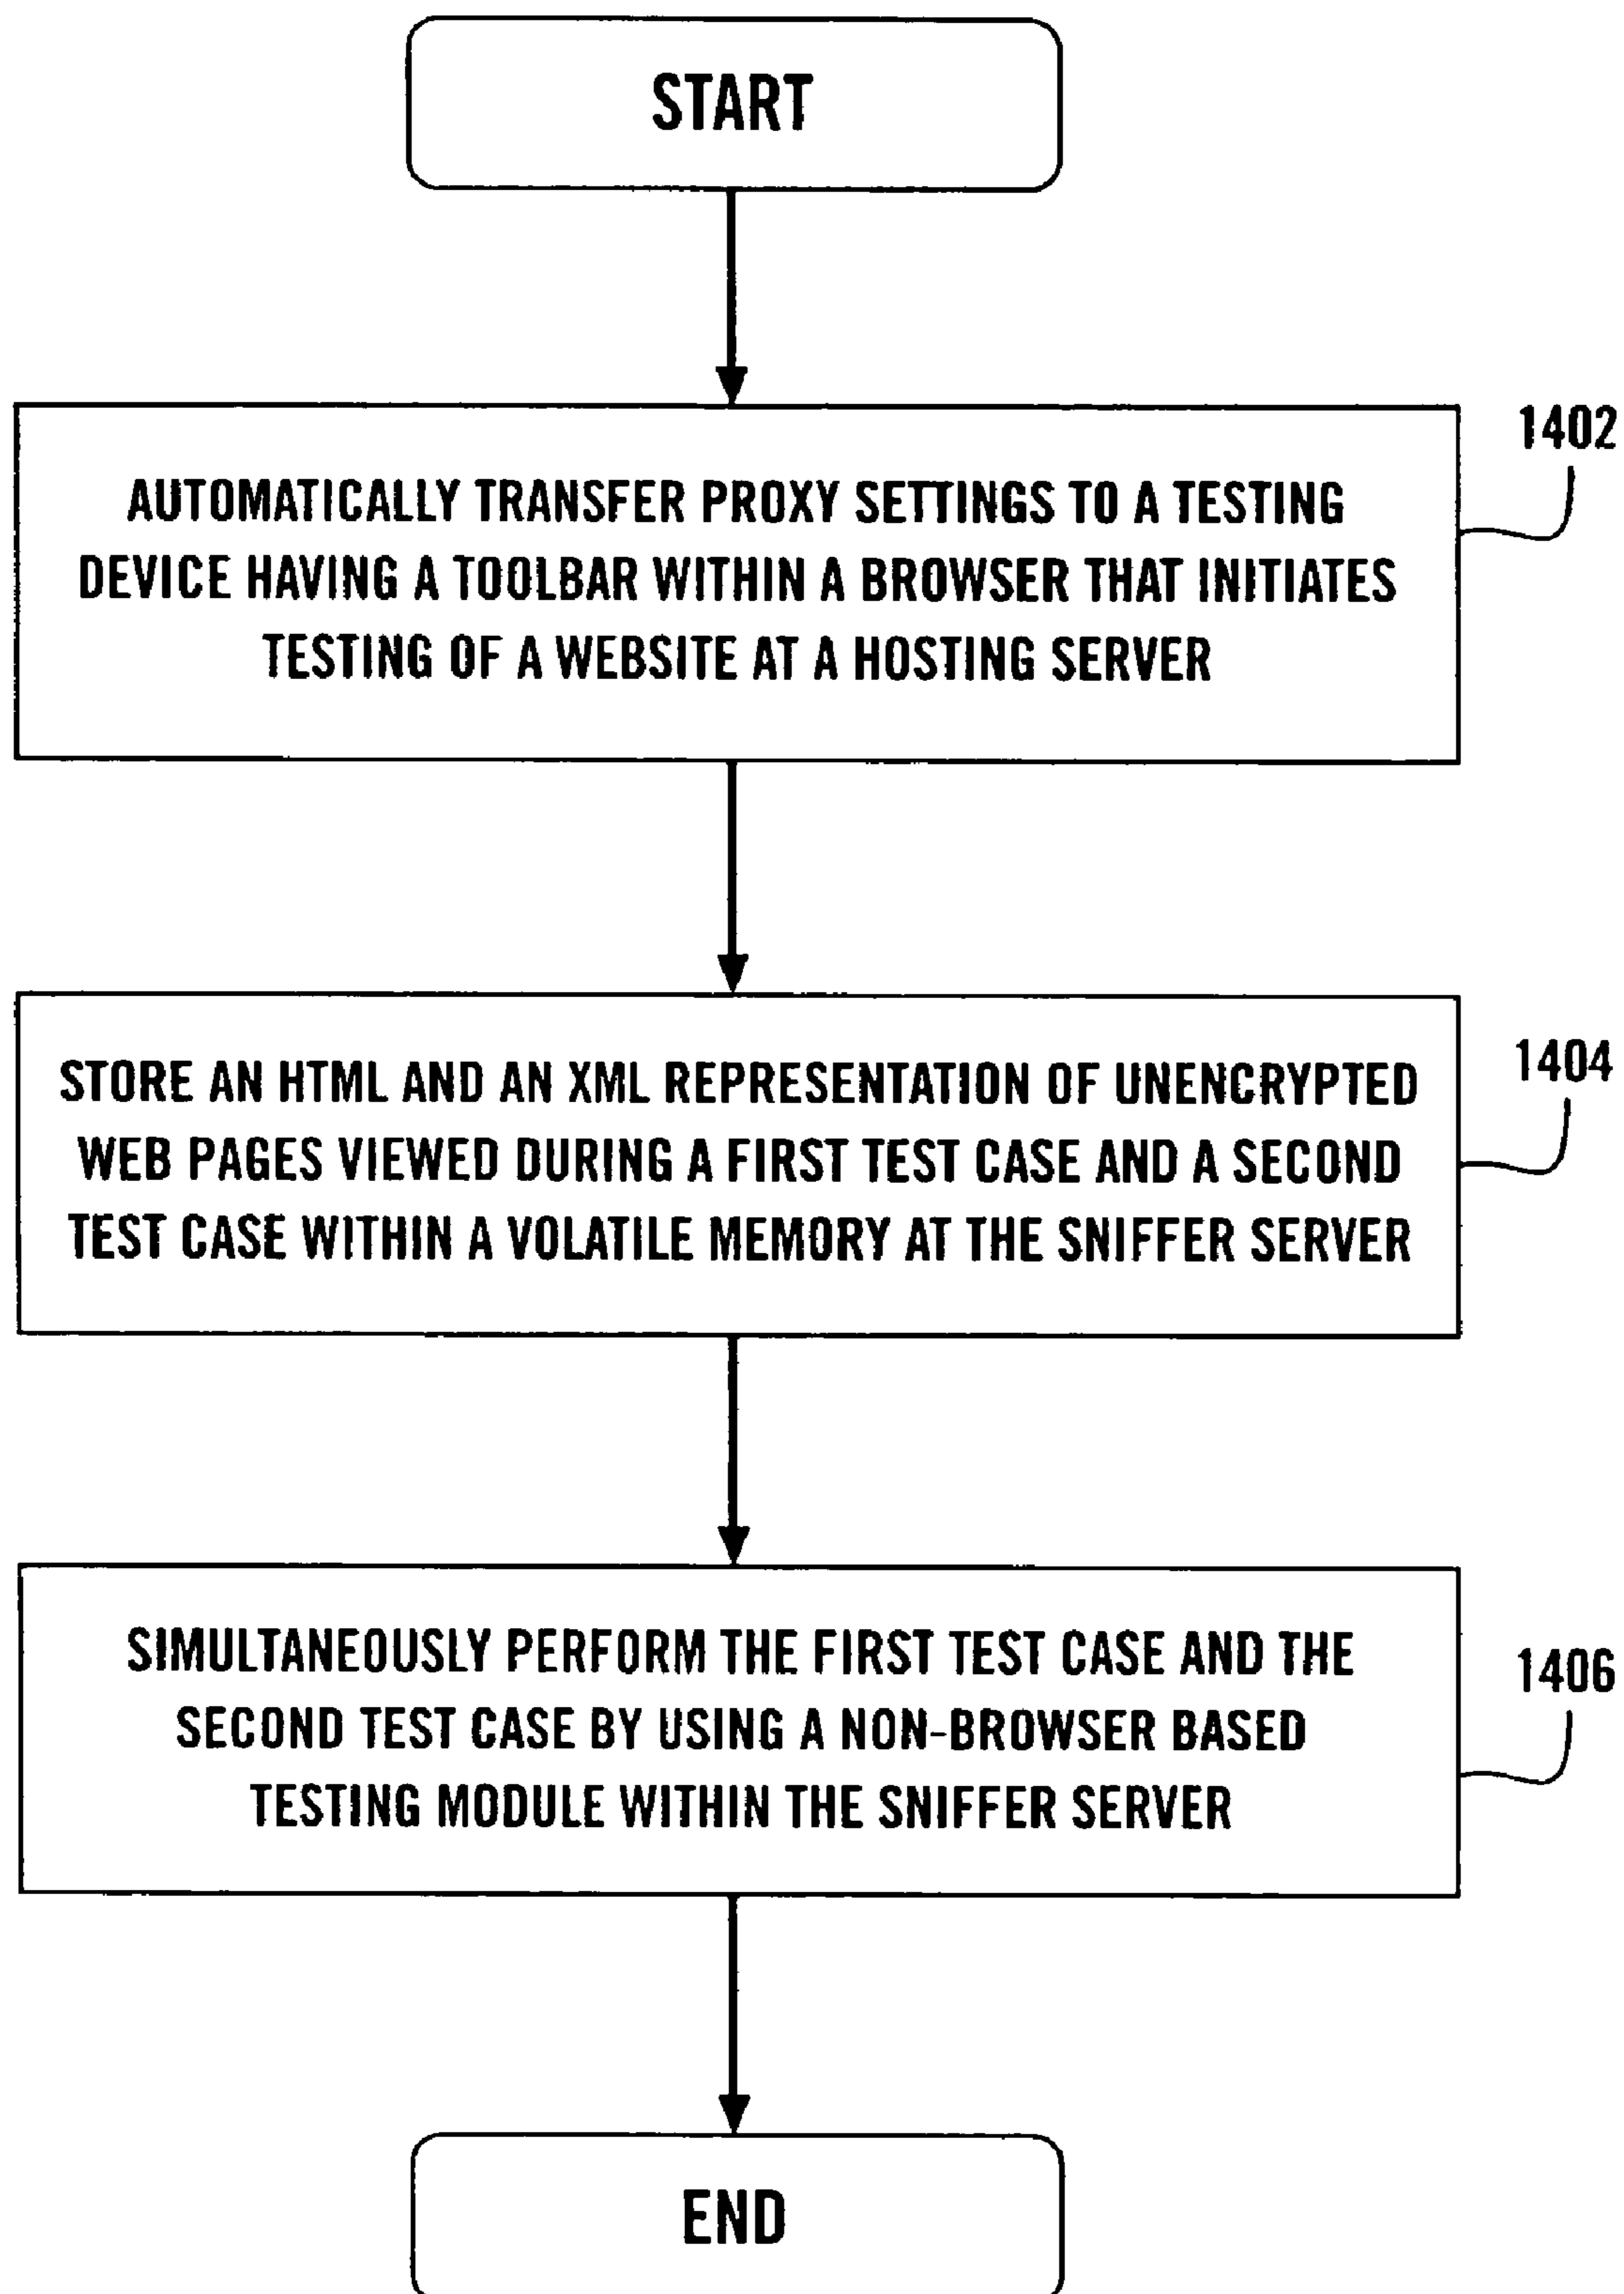 START
1402
AUTOMATICALLY TRANSFER PROXY SETTINGS TO A TESTING
DEVICE HAVING A TOOLBAR WITHIN A BROWSER THAT INITIATES
TESTING OF A WEBSITE AT A HOSTING SERVER
1404
STORE AN HTML AND AN XML REPRESENTATION OF UNENCRYPTED
WEB PAGES VIEWED DURING A FIRST TEST CASE AND A SECOND
TEST CASE WITHIN A VOLATILE MEMORY AT THE SNIFFER SERVER
1406
SIMULTANEOUSLY PERFORM THE FIRST TEST CASE AND THE
SECOND TEST CASE BY USING A NON-BROWSER BASED
TESTING MODULE WITHIN THE SNIFFER SERVER
END